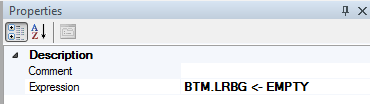 Properties
Description
Comment
Expression BTM.LRBG <- EMPTY